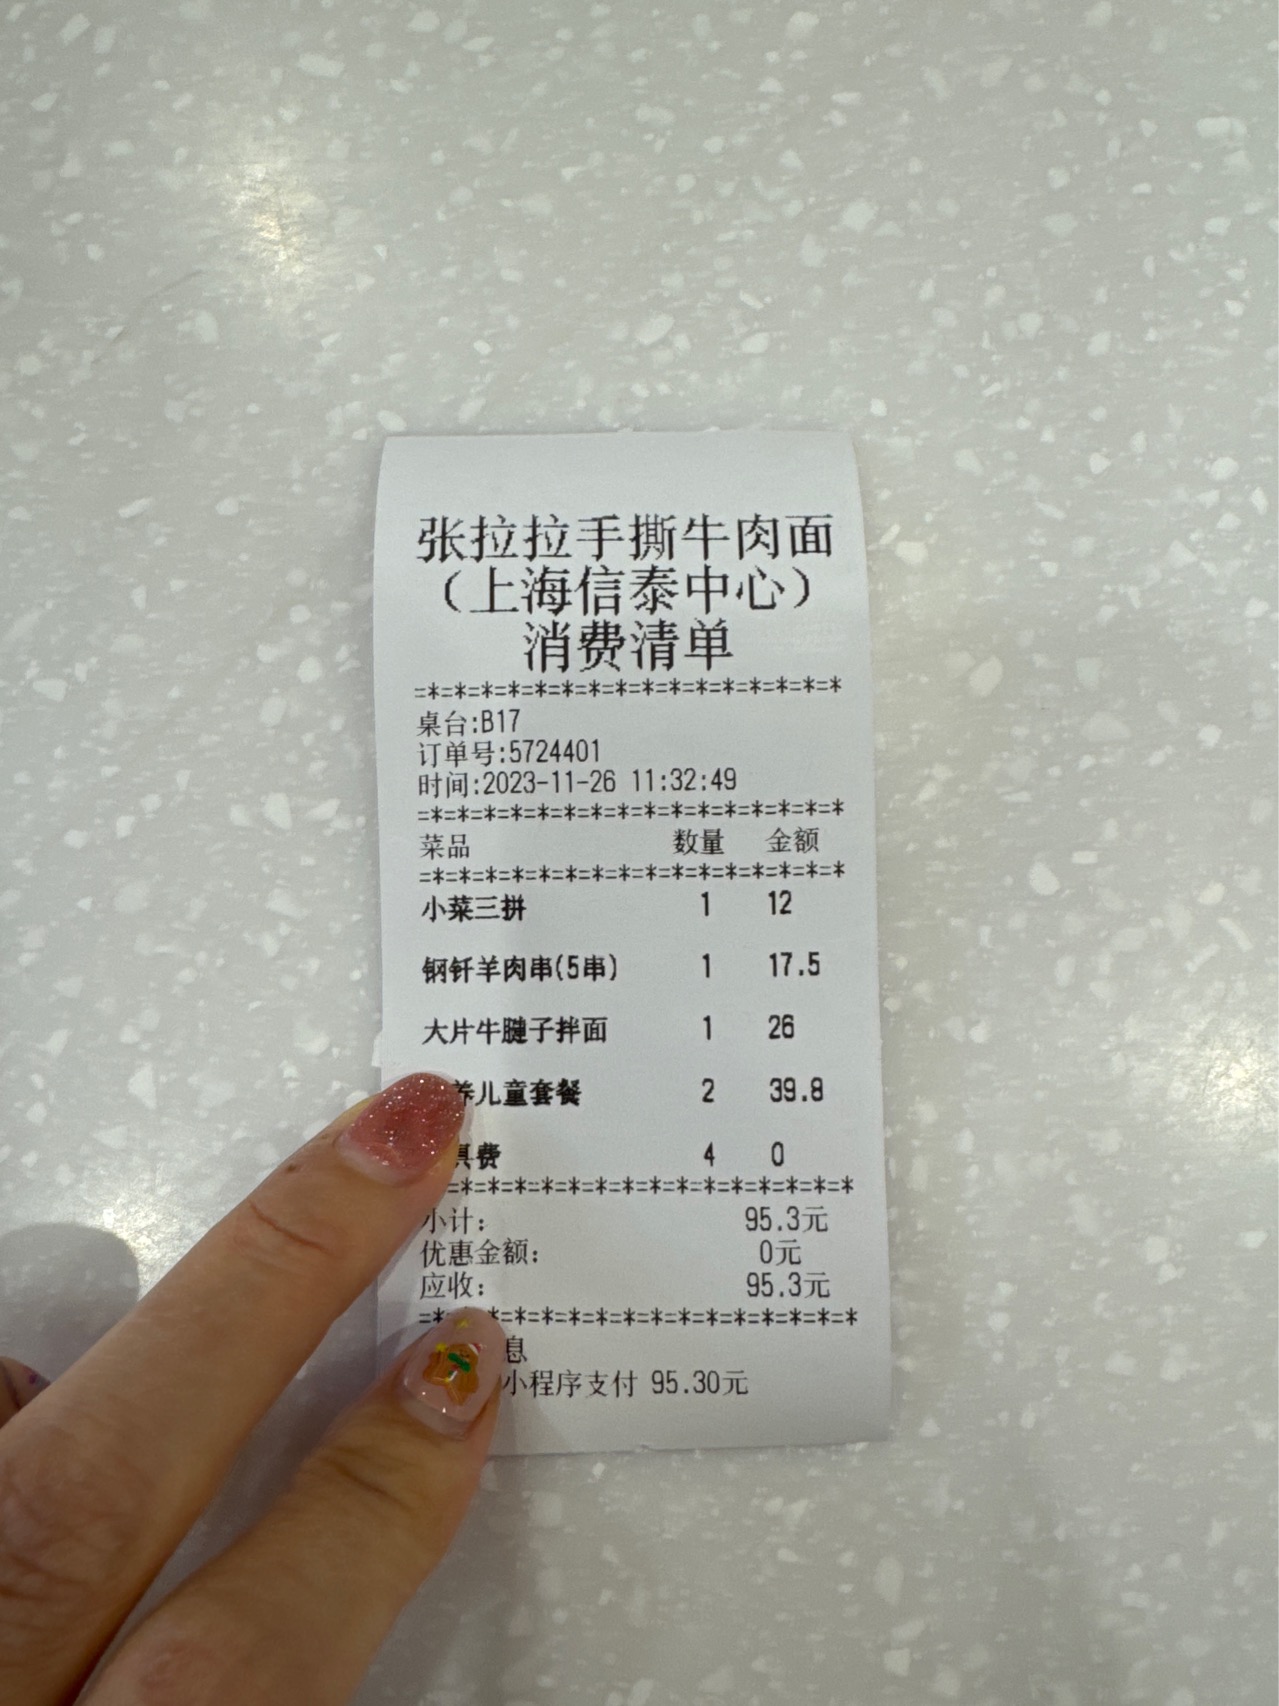 张拉拉手撕牛肉面
（上海信泰中心）
消费清单
=*=*=*=*=*=*=*=*=*=*=*=*=*=*=*=*
桌台:B17
订单号:5724401
时间:2023-11-26 11:32:49
=*=*=*=*=*=*=*=*=*=*=*=*=*=*=*=*
菜品 数量 金额
=*=*=*=*=*=*=*=*=*=*=*=*=*=*=*=*
小菜三拼 1 12
钢钎羊肉串(5串) 1 17.5
大片牛腱子拌面 1 26
养儿童套餐 2 39.8
具费 4 0
=*=*=*=*=*=*=*=*=*=*=*=*=*=*=*
小计: 95.3元
优惠金额: 0元
应收: 95.3元
=*=*=*=*=*=*=*=*=*=*=*=*=*=*
息
小程序支付 95.30元